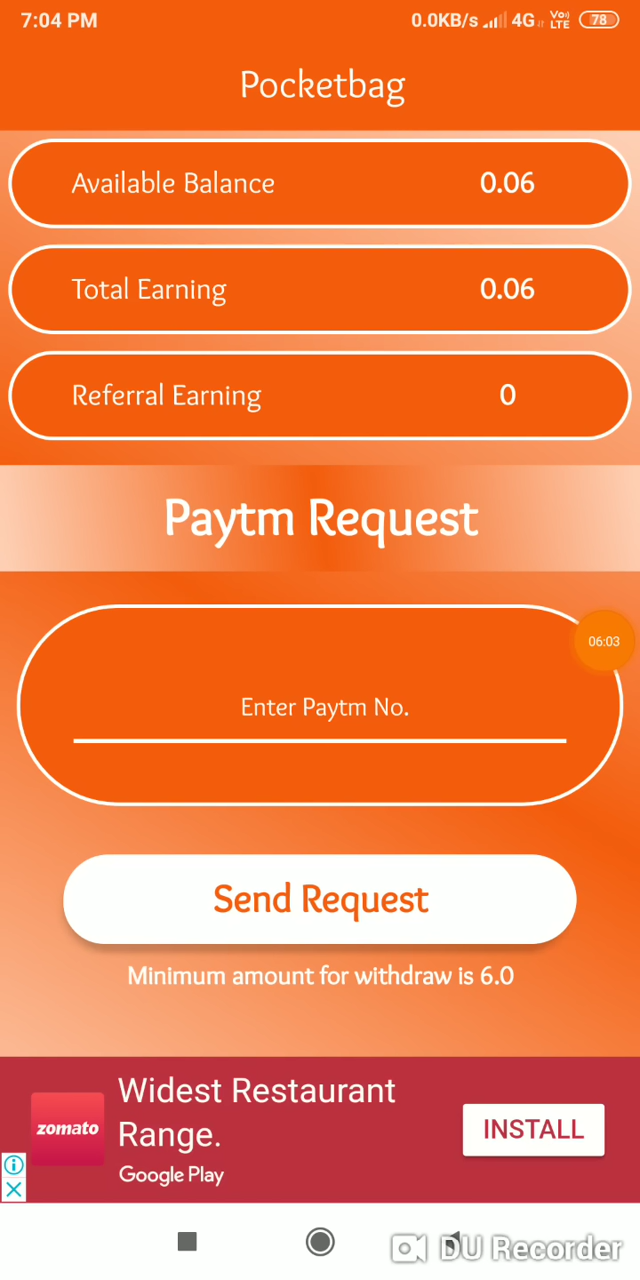 7:04 PM
0.0KB/s 4G Vo) LTE 78
Pocketbag
Available Balance 0.06
Total Earning 0.06
Referral Earning 0
Paytm Request
06:03
Enter Paytm No.
Send Request
Minimum amount for withdraw is 6.0
zomato
Widest Restaurant
Range.
Google Play
INSTALL
DU Recorder